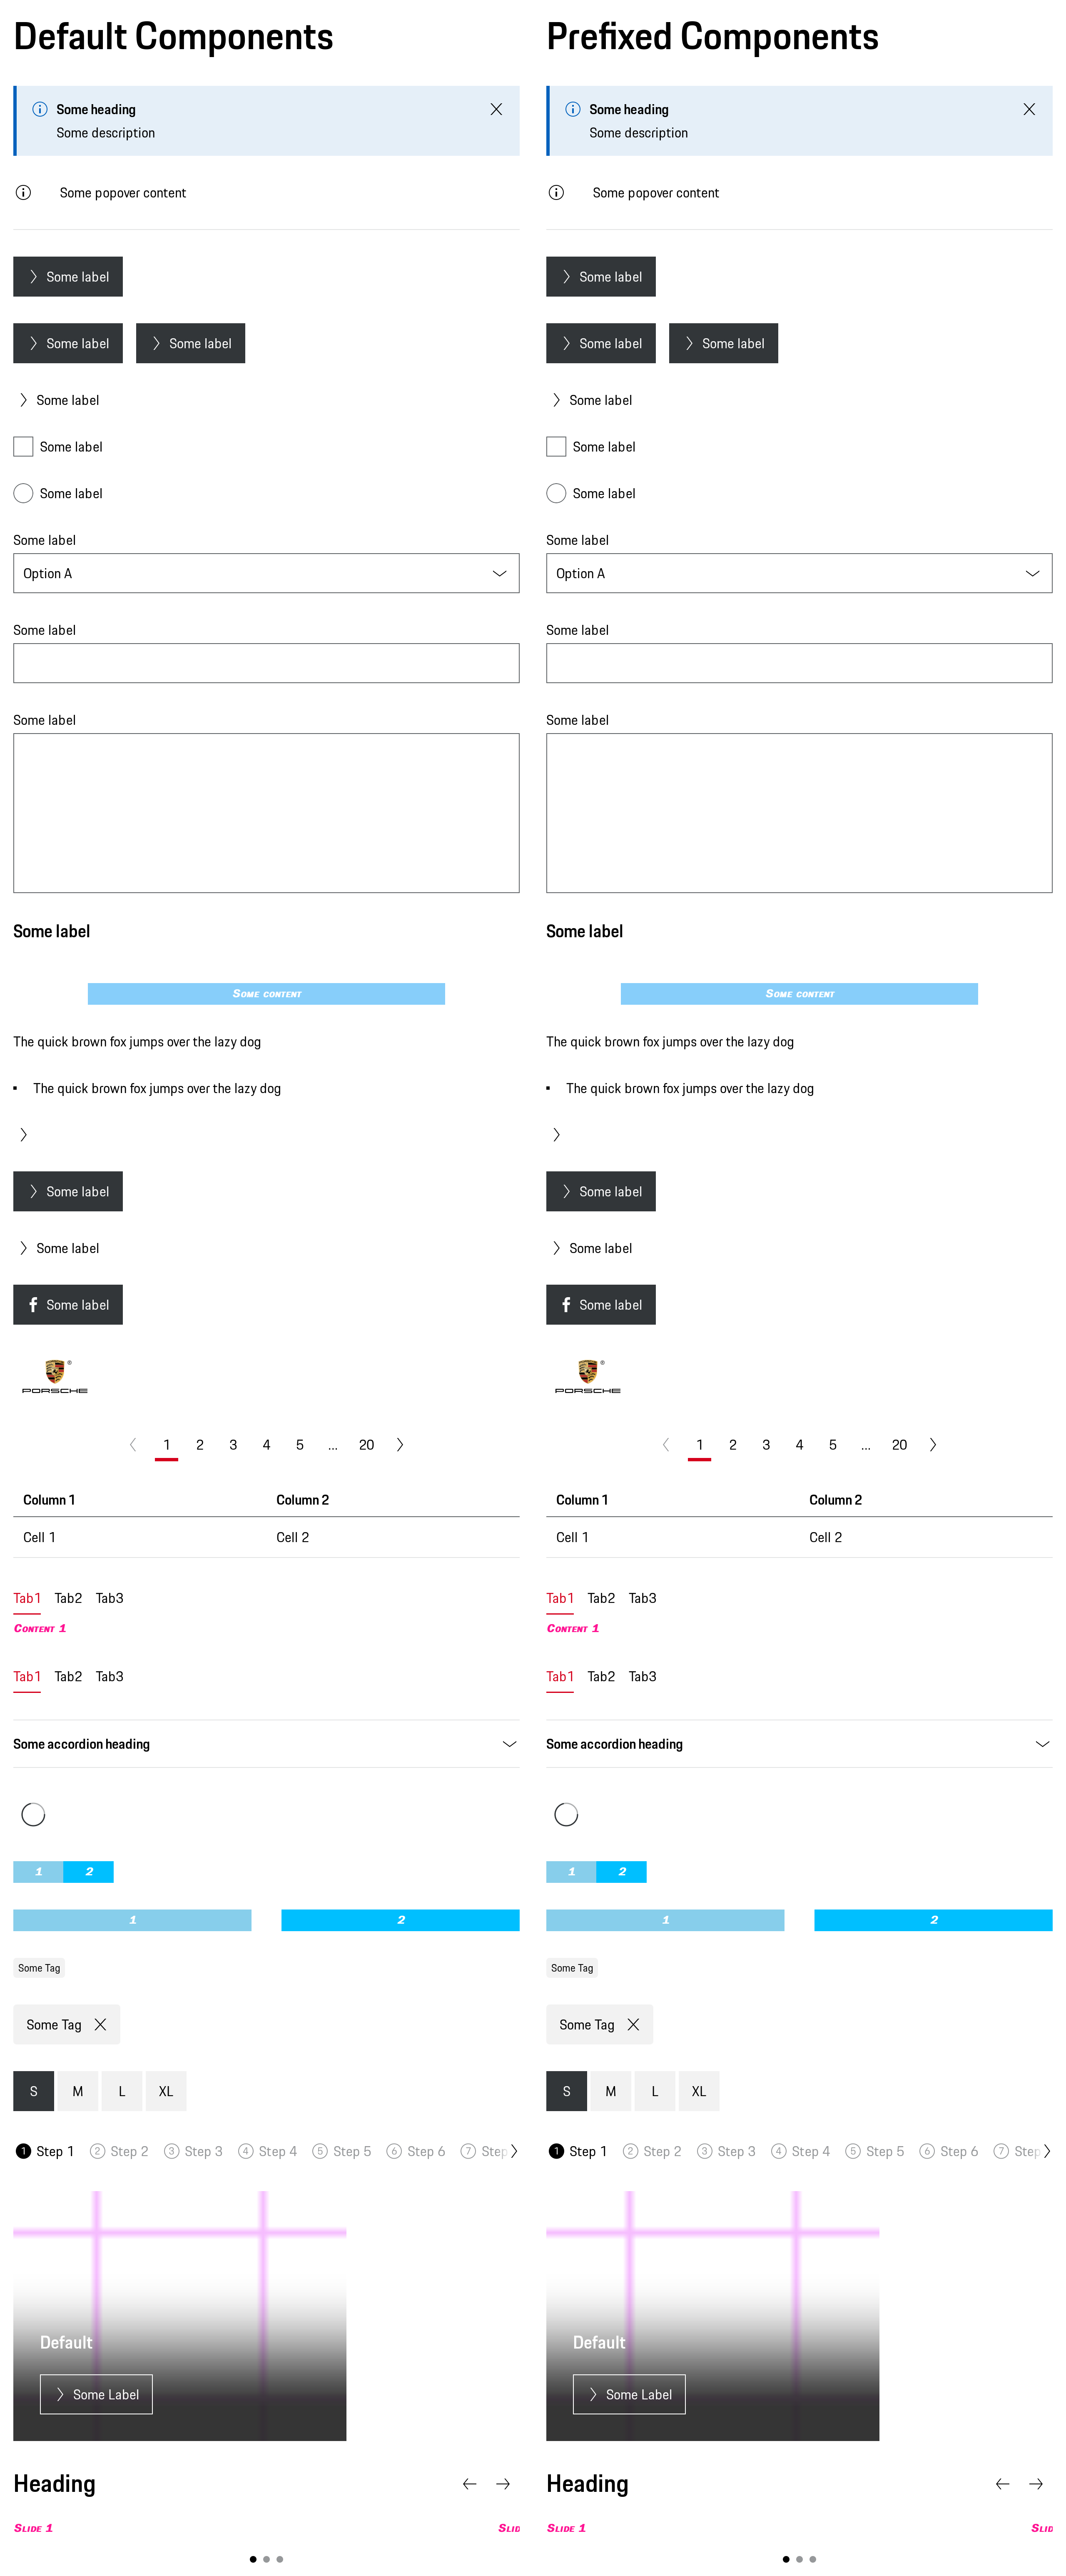 Default Components
Some heading
Some description
Some popover content
Some label
Some label Some label
Some label
Some label
Some label
Some label
Option A
Some label
Some label
Some label
Some content
The quick brown fox jumps over the lazy dog
The quick brown fox jumps over the lazy dog
Some label
Some label
Some label
PORSCHE
1 2 3 4 5 ... 20
Column 1 Column 2
Cell 1 Cell 2
Tab1 Tab2 Tab3
Content 1
Tab1 Tab2 Tab3
Some accordion heading
1 2
1 2
Some Tag
Some Tag
S M L XL
1 Step 1 2 Step 2 3 Step 3 4 Step 4 5 Step 5 6 Step 6 7 Step
Default
Some Label
Heading
Slide 1 Slid
Prefixed Components
Some heading
Some description
Some popover content
Some label
Some label Some label
Some label
Some label
Some label
Some label
Option A
Some label
Some label
Some label
Some content
The quick brown fox jumps over the lazy dog
The quick brown fox jumps over the lazy dog
Some label
Some label
Some label
PORSCHE
1 2 3 4 5 ... 20
Column 1 Column 2
Cell 1 Cell 2
Tab1 Tab2 Tab3
Content 1
Tab1 Tab2 Tab3
Some accordion heading
1 2
1 2
Some Tag
Some Tag
S M L XL
1 Step 1 2 Step 2 3 Step 3 4 Step 4 5 Step 5 6 Step 6 7 Step
Default
Some Label
Heading
Slide 1 Slid